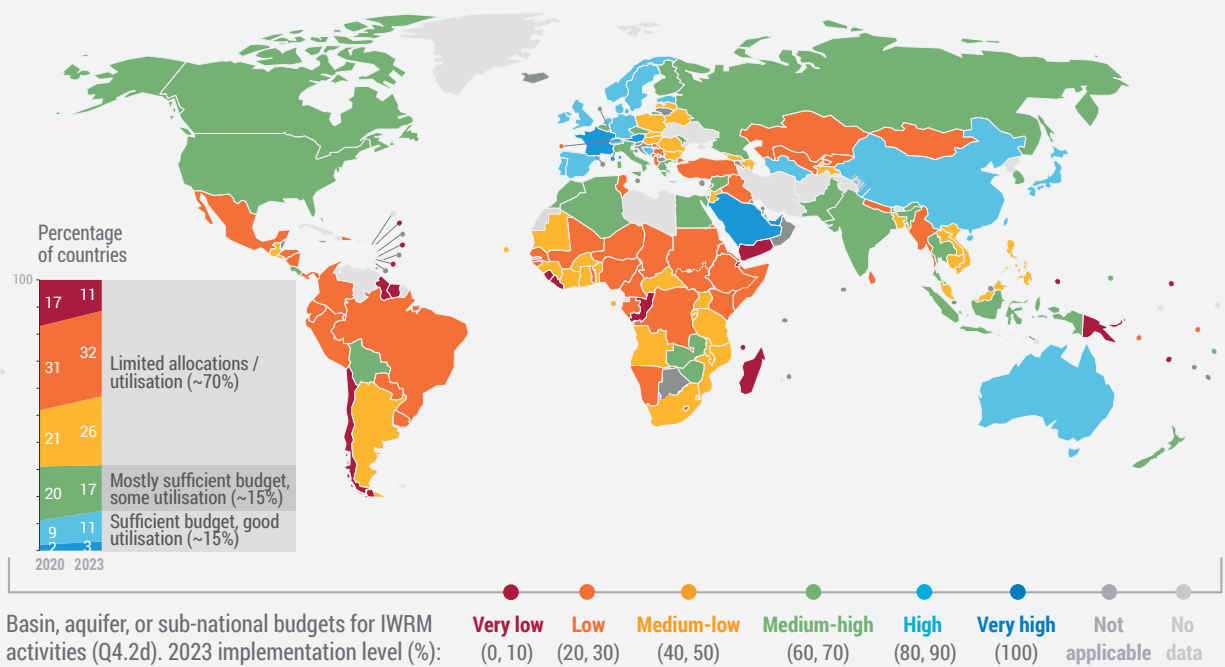 Percentage
of countries
100
17 11
31 32
21 26
20 17
9 11
2 3
2020 2023
Limited allocations /
utilisation (~70%)
Mostly sufficient budget,
some utilisation (~15%)
Sufficient budget, good
utilisation (~15%)
Basin, aquifer, or sub-national budgets for IWRM
activities (Q4.2d). 2023 implementation level (%):
Very low
(0, 10)
Low
(20, 30)
Medium-low
(40, 50)
Medium-high
(60, 70)
High
(80, 90)
Very high
(100)
Not
applicable
No
data